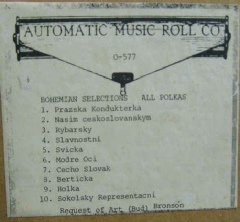 AUTOMATIC MUSIC ROLL CO
O-577
BOHEMIAN SELECTIONS ALL POLKAS
1. Prazska Kondukterka
2. Nasim ceskoslovanskym
3. Rybarsky
4. Slavnostni
5. Svicka
6. Modre Oci
7. Cecho Slovak
8. Berticka
9. Holka
10. Sokolsky Representacni
Request of Art (Bud) Bronson